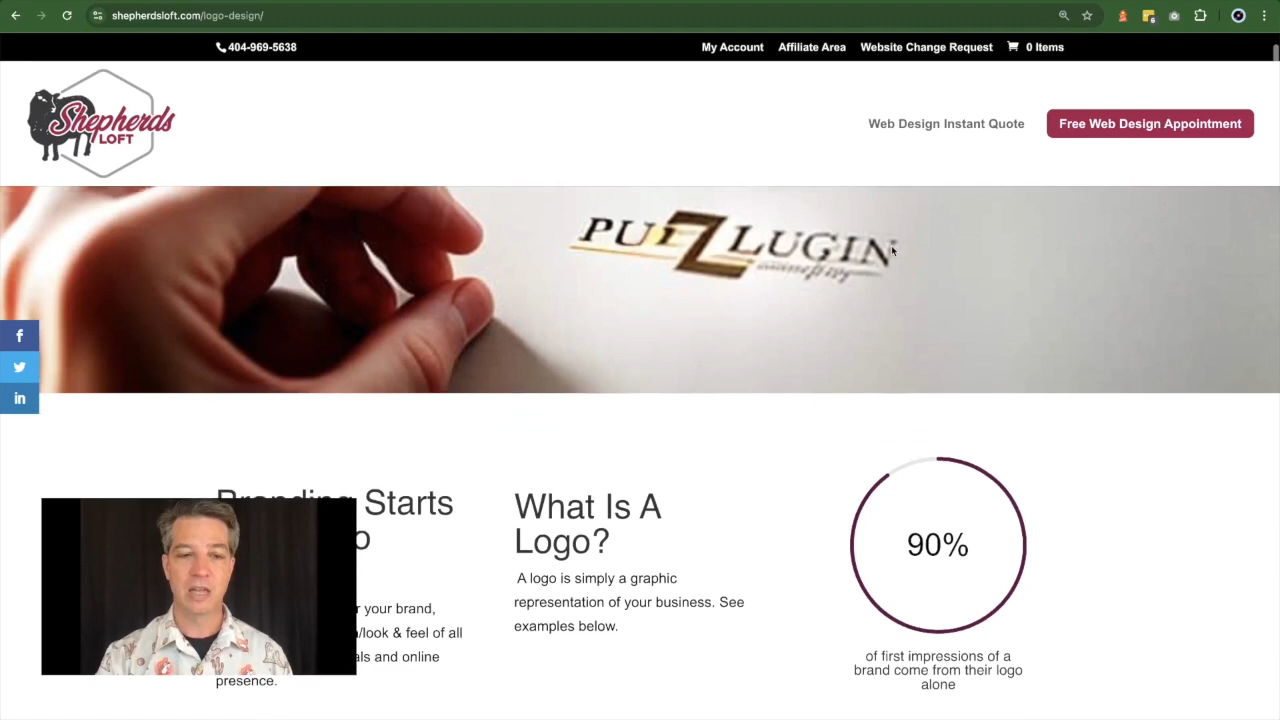 shepherdsloft.com/logo-design/
404-969-5638
My Account
Affiliate Area
Website Change Request
0 Items
Shepherds
LOFT
Web Design Instant Quote
Free Web Design Appointment
LUGIN
f
in
Starts
What Is A
Logo?
A logo is simply a graphic
representation of your business. See
examples below.
your brand,
/look & feel of all
and online
presence.
90%
of first impressions of a
brand come from their logo
alone